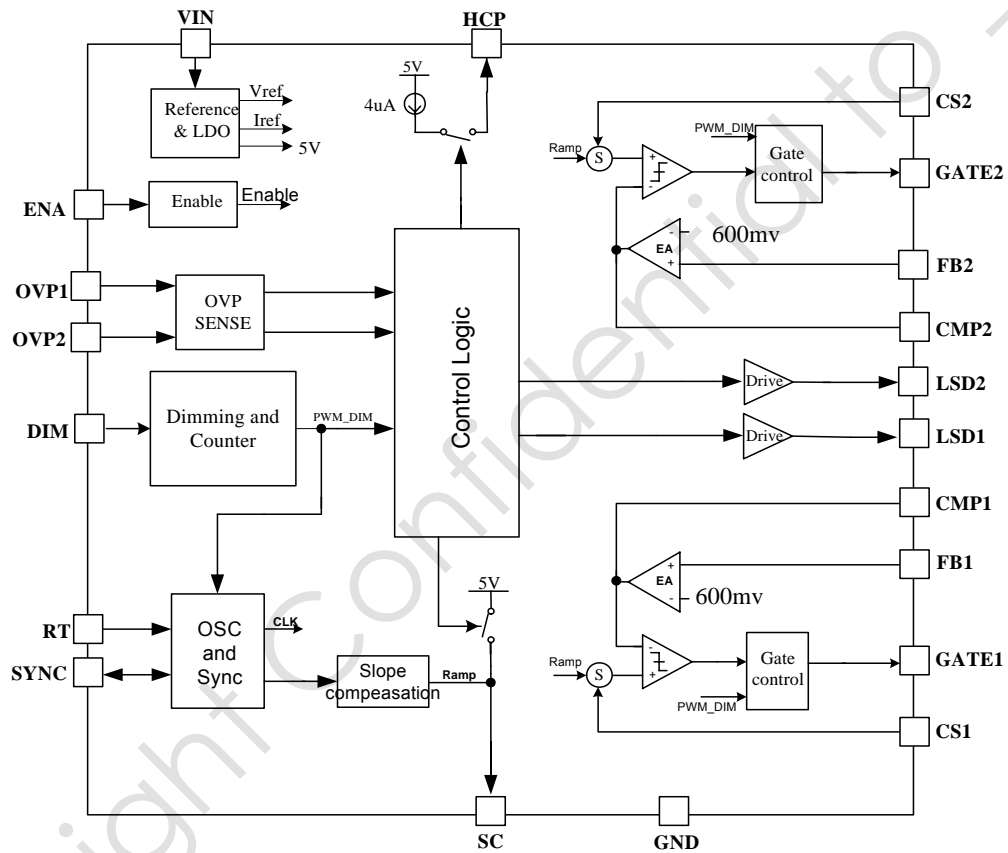 VIN
HCP
5V
4uA
Reference
& LDO
Vref
Iref
5V
CS2
PWM_DIM
Ramp
S
+
-
Gate
control
GATE2
ENA
Enable
Enable
-
EA
+
600mv
FB2
OVP1
OVP2
OVP
SENSE
CMP2
Control Logic
Drive
LSD2
DIM
Dimming and
Counter
PWM_DIM
Drive
LSD1
CMP1
+
EA
-
600mv
FB1
5V
RT
SYNC
OSC
and
Sync
CLK
Slope
compeasation
Ramp
Ramp
S
-
+
Gate
control
PWM_DIM
GATE1
CS1
SC
GND
ight Confidential to -